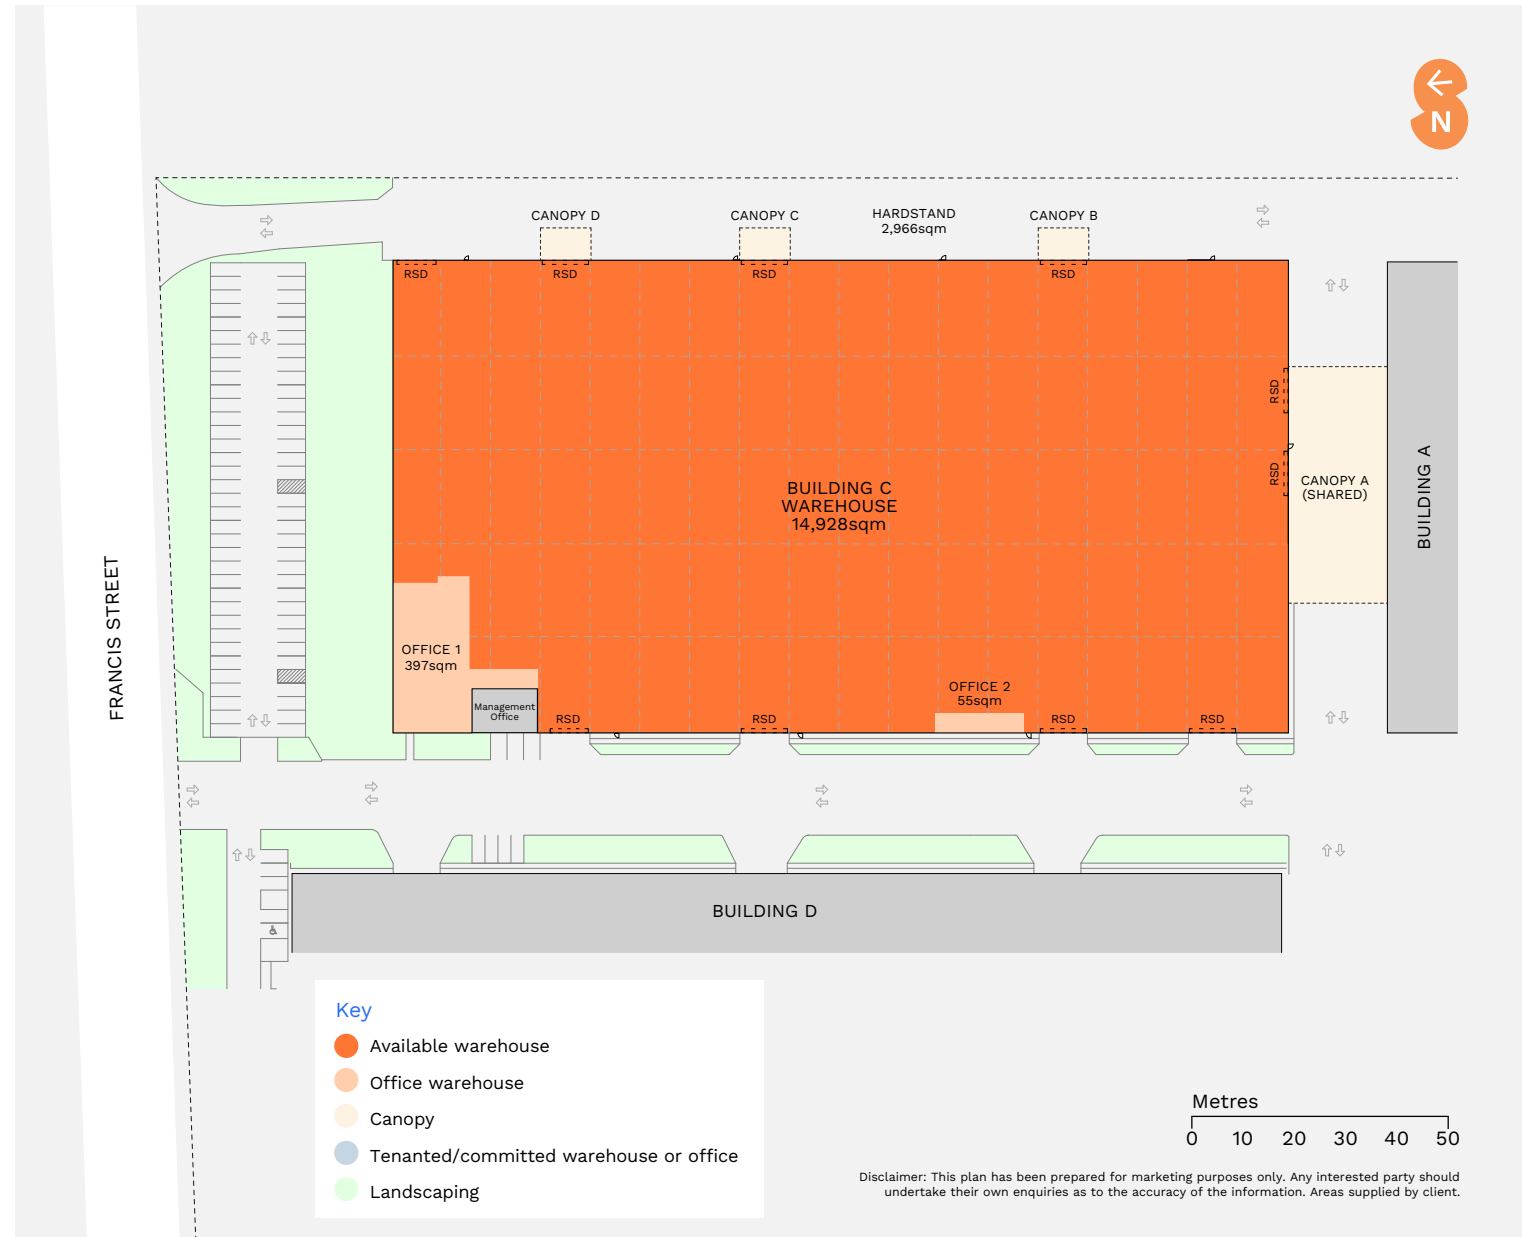 N
CANOPY D
CANOPY C
HARDSTAND
2,966sqm
CANOPY B
RSD
RSD
RSD
RSD
RSD
RSD
CANOPY A
(SHARED)
BUILDING A
BUILDING C
WAREHOUSE
14,928sqm
FRANCIS STREET
OFFICE 1
397sqm
Management
Office
OFFICE 2
55sqm
RSD
RSD
RSD
RSD
BUILDING D
Key
Available warehouse
Office warehouse
Canopy
Tenanted/committed warehouse or office
Landscaping
Metres
0 10 20 30 40 50
Disclaimer: This plan has been prepared for marketing purposes only. Any interested party should
undertake their own enquiries as to the accuracy of the information. Areas supplied by client.